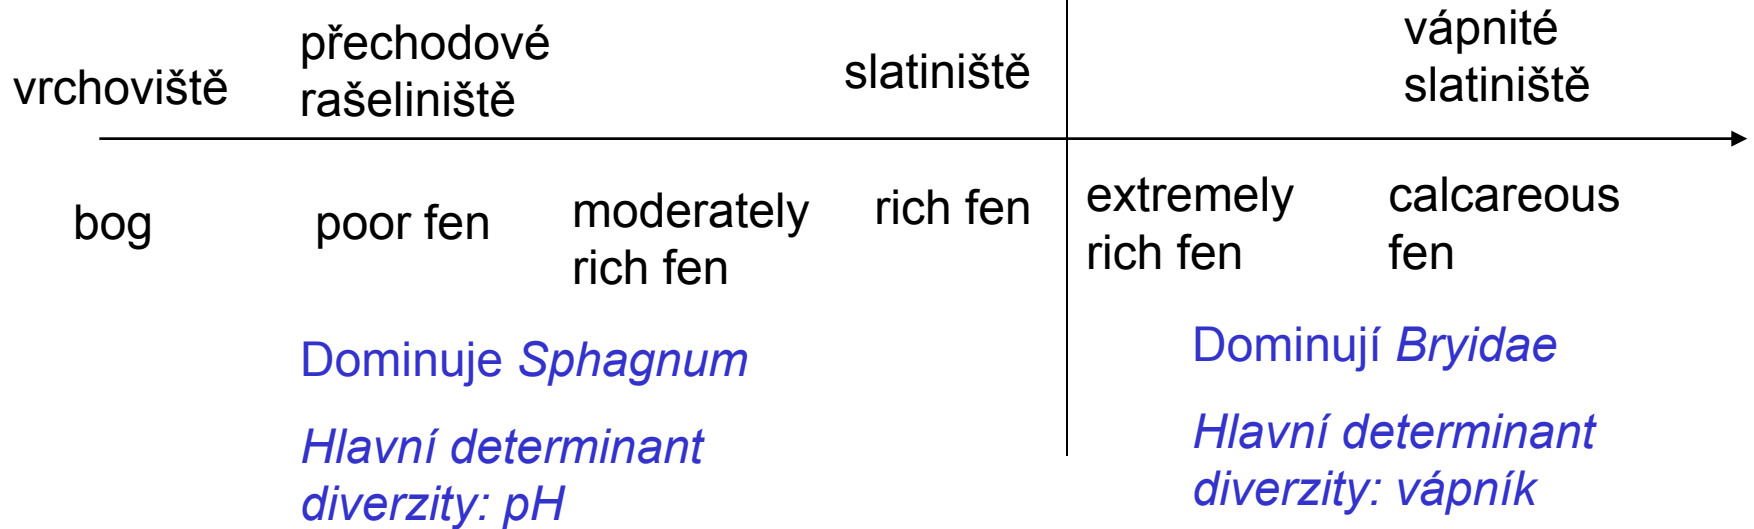 vrchoviště
přechodové
rašeliniště
slatiniště
vápnité
slatiniště
bog
poor fen
moderately
rich fen
rich fen
extremely
rich fen
calcareous
fen
Dominuje Sphagnum
Hlavní determinant
diverzity: pH
Dominují Bryidae
Hlavní determinant
diverzity: vápník